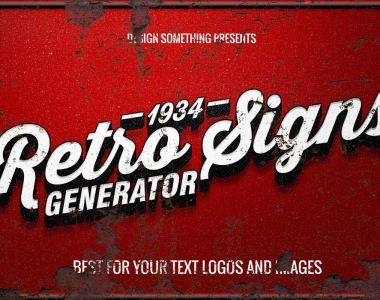 DESIGN SOMETHING PRESENTS
1934
Retro Signs
GENERATOR
BEST FOR YOUR TEXT LOGOS AND IMAGES